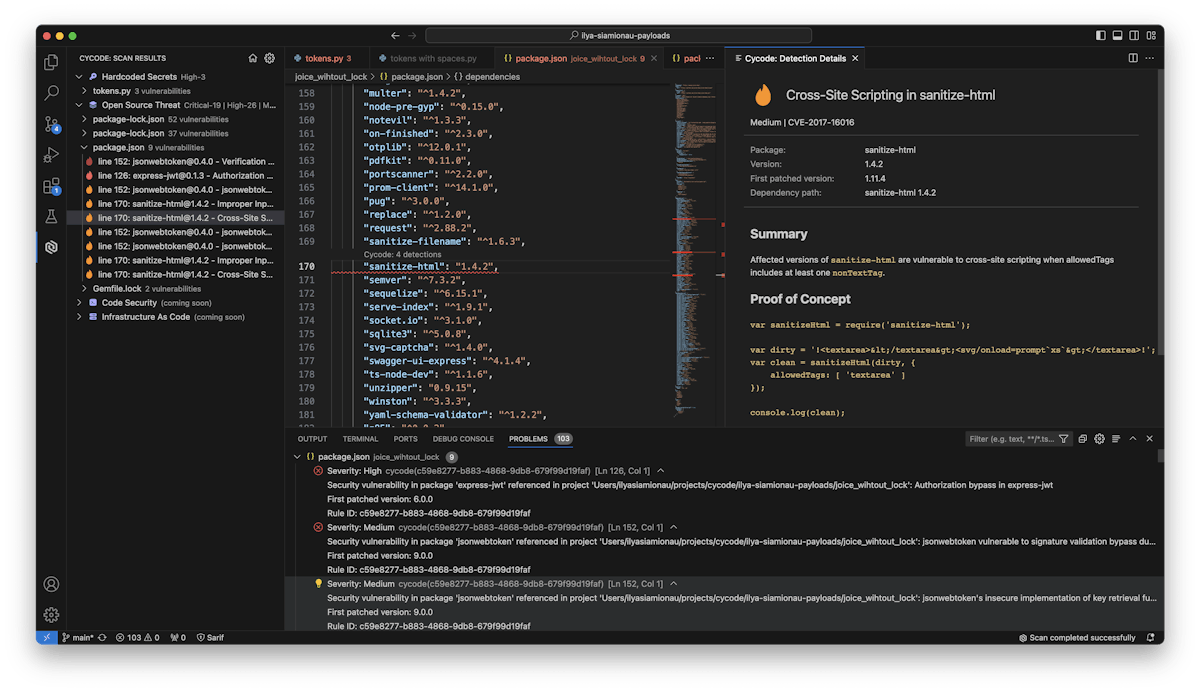 ilya-siamionau-payloads
CYCODE: SCAN RESULTS
Hardcoded Secrets High-3
tokens.py 3 vulnerabilities
Open Source Threat Critical-19 | High-26 | M...
package-lock.json 52 vulnerabilities
package-lock.json 37 vulnerabilities
package.json 9 vulnerabilities
line 152: jsonwebtoken@0.4.0 - Verification ...
line 126: express-jwt@0.1.3 - Authorization ...
line 152: jsonwebtoken@0.4.0 - jsonwebtok...
line 170: sanitize-html@1.4.2 - Improper Inp...
line 170: sanitize-html@1.4.2 - Cross-Site S...
line 152: jsonwebtoken@0.4.0 - jsonwebtok...
line 152: jsonwebtoken@0.4.0 - jsonwebtok...
line 170: sanitize-html@1.4.2 - Improper Inp...
line 170: sanitize-html@1.4.2 - Cross-Site S...
Gemfile.lock 2 vulnerabilities
Code Security (coming soon)
Infrastructure As Code (coming soon)
4
1
tokens.py 3
tokens with spaces.py
{} package.json joice_wihtout_lock 9
{} pacl ...
joice_wihtout_lock > {} package.json > {} dependencies
158 "multer": "^1.4.2",
159 "node-pre-gyp": "^0.15.0",
160 "notevil": "^1.3.3",
161 "on-finished": "^2.3.0",
162 "otplib": "^12.0.1",
163 "pdfkit": "^0.11.0",
164 "portscanner": "^2.2.0",
165 "prom-client": "^14.1.0",
166 "pug": "^3.0.0",
167 "replace": "^1.2.0",
168 "request": "^2.88.2",
169 "sanitize-filename": "^1.6.3",
Cycode: 4 detections
170 "sanitize-html": "1.4.2",
171 "semver": "^7.3.2",
172 "sequelize": "^6.15.1",
173 "serve-index": "^1.9.1",
174 "socket.io": "^3.1.0",
175 "sqlite3": "^5.0.8",
176 "svg-captcha": "^1.4.0",
177 "swagger-ui-express": "^4.1.4",
178 "ts-node-dev": "^1.1.6",
179 "unzipper": "0.9.15",
180 "winston": "^3.3.3",
181 "yaml-schema-validator": "^1.2.2",
Cycode: Detection Details
Cross-Site Scripting in sanitize-html
Medium | CVE-2017-16016
Package: sanitize-html
Version: 1.4.2
First patched version: 1.11.4
Dependency path: sanitize-html 1.4.2
Summary
Affected versions of sanitize-html are vulnerable to cross-site scripting when allowedTags
includes at least one nonTextTag.
Proof of Concept
var sanitizeHtml = require('sanitize-html');
var dirty = '!<textarea>&lt;/textarea&gt;<svg/onload=prompt`xs`&gt;</textarea>!';
var clean = sanitizeHtml(dirty, {
allowedTags: [ 'textarea' ]
});
console.log(clean);
OUTPUT TERMINAL PORTS DEBUG CONSOLE PROBLEMS 103
Filter (e.g. text, **/*.ts...
{} package.json joice_wihtout_lock 9
Severity: High cycode(c59e8277-b883-4868-9db8-679f99d19faf) [Ln 126, Col 1]
Security vulnerability in package 'express-jwt' referenced in project 'Users/ilyasiamionau/projects/cycode/ilya-siamionau-payloads/joice_wihtout_lock': Authorization bypass in express-jwt
First patched version: 6.0.0
Rule ID: c59e8277-b883-4868-9db8-679f99d19faf
Severity: Medium cycode(c59e8277-b883-4868-9db8-679f99d19faf) [Ln 152, Col 1]
Security vulnerability in package 'jsonwebtoken' referenced in project 'Users/ilyasiamionau/projects/cycode/ilya-siamionau-payloads/joice_wihtout_lock': jsonwebtoken vulnerable to signature validation bypass du...
First patched version: 9.0.0
Rule ID: c59e8277-b883-4868-9db8-679f99d19faf
Severity: Medium cycode(c59e8277-b883-4868-9db8-679f99d19faf) [Ln 152, Col 1]
Security vulnerability in package 'jsonwebtoken' referenced in project 'Users/ilyasiamionau/projects/cycode/ilya-siamionau-payloads/joice_wihtout_lock': jsonwebtoken's insecure implementation of key retrieval fu...
First patched version: 9.0.0
Rule ID: c59e8277-b883-4868-9db8-679f99d19faf
main* 103 0 0 Sarif
Scan completed successfully